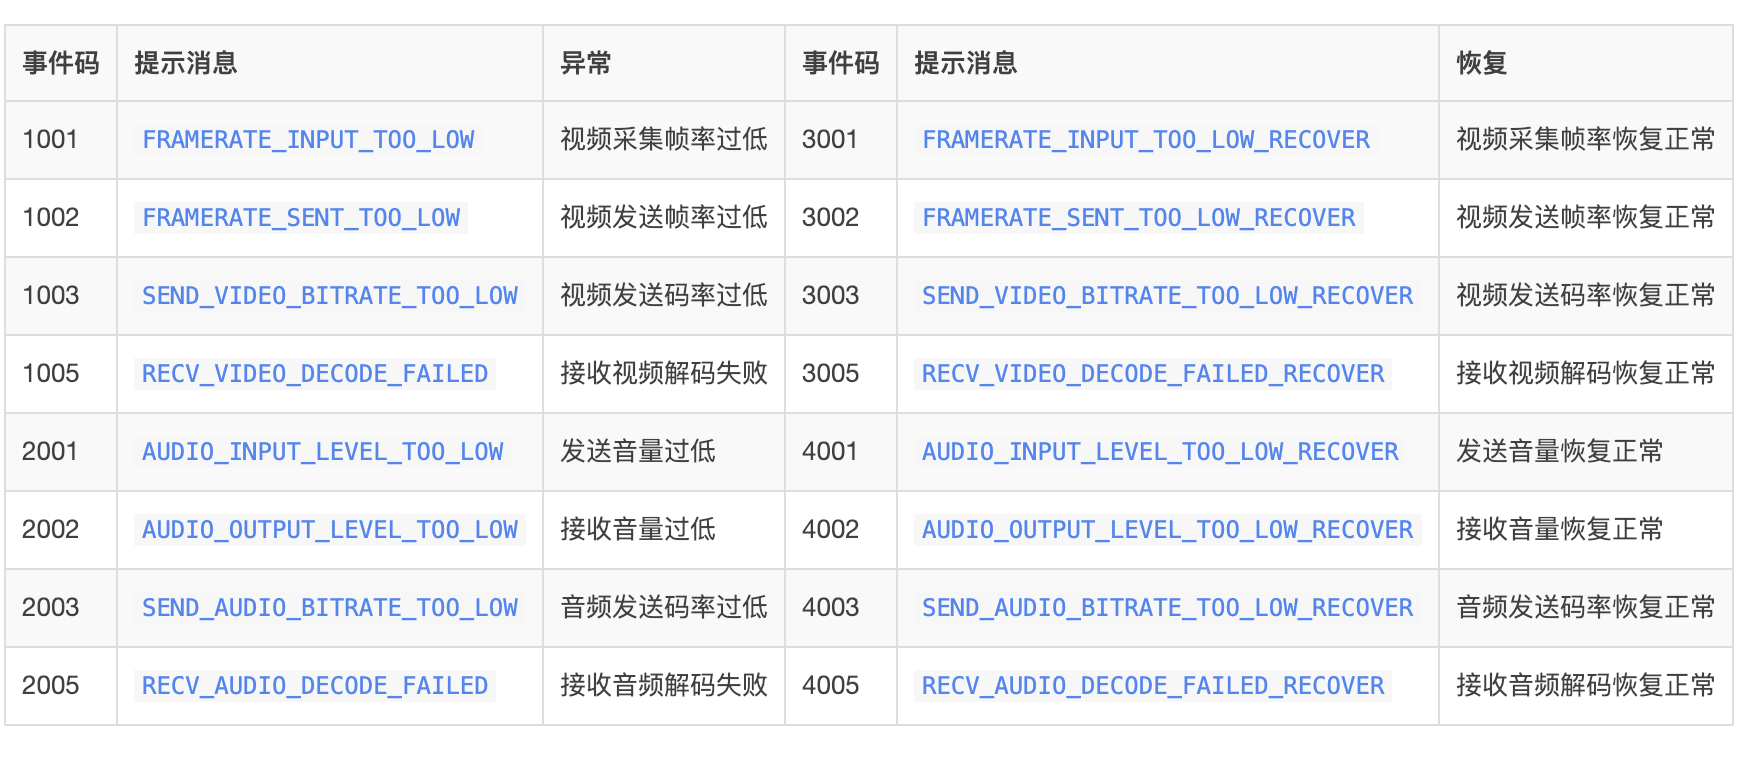 事件码 提示消息 异常 事件码 提示消息 恢复
1001 FRAMERATE_INPUT_TOO_LOW 视频采集帧率过低 3001 FRAMERATE_INPUT_TOO_LOW_RECOVER 视频采集帧率恢复正常
1002 FRAMERATE_SENT_TOO_LOW 视频发送帧率过低 3002 FRAMERATE_SENT_TOO_LOW_RECOVER 视频发送帧率恢复正常
1003 SEND_VIDEO_BITRATE_TOO_LOW 视频发送码率过低 3003 SEND_VIDEO_BITRATE_TOO_LOW_RECOVER 视频发送码率恢复正常
1005 RECV_VIDEO_DECODE_FAILED 接收视频解码失败 3005 RECV_VIDEO_DECODE_FAILED_RECOVER 接收视频解码恢复正常
2001 AUDIO_INPUT_LEVEL_TOO_LOW 发送音量过低 4001 AUDIO_INPUT_LEVEL_TOO_LOW_RECOVER 发送音量恢复正常
2002 AUDIO_OUTPUT_LEVEL_TOO_LOW 接收音量过低 4002 AUDIO_OUTPUT_LEVEL_TOO_LOW_RECOVER 接收音量恢复正常
2003 SEND_AUDIO_BITRATE_TOO_LOW 音频发送码率过低 4003 SEND_AUDIO_BITRATE_TOO_LOW_RECOVER 音频发送码率恢复正常
2005 RECV_AUDIO_DECODE_FAILED 接收音频解码失败 4005 RECV_AUDIO_DECODE_FAILED_RECOVER 接收音频解码恢复正常